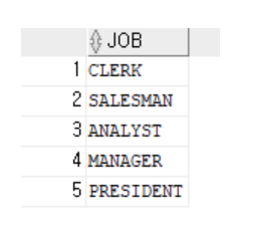 JOB
1 CLERK
2 SALESMAN
3 ANALYST
4 MANAGER
5 PRESIDENT